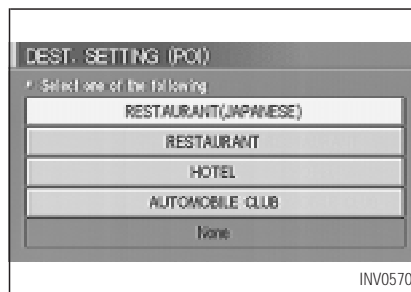 DEST. SETTING (POI)
Select one of the following
RESTAURANT(JAPANESE)
RESTAURANT
HOTEL
AUTOMOBILE CLUB
None
INV0570